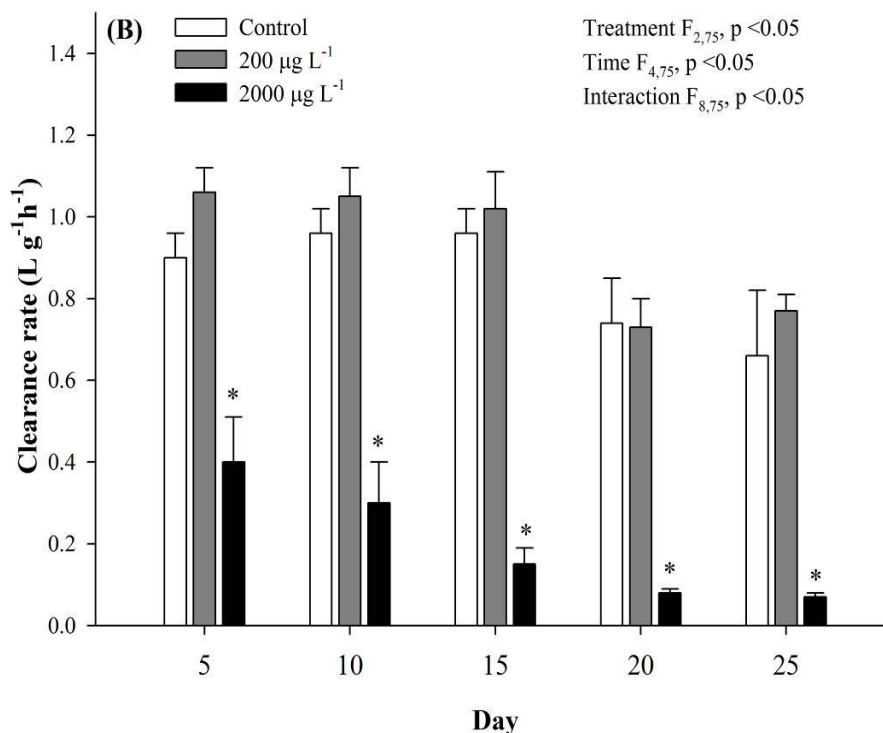 (B)
Control
200 μg L⁻¹
2000 μg L⁻¹
Treatment F₂,₇₅, p <0.05
Time F₄,₇₅, p <0.05
Interaction F₈,₇₅, p <0.05
Clearance rate (L g⁻¹h⁻¹)
1.4
1.2
1.0
0.8
0.6
0.4
0.2
0.0
*
*
*
*
*
5 10 15 20 25
Day